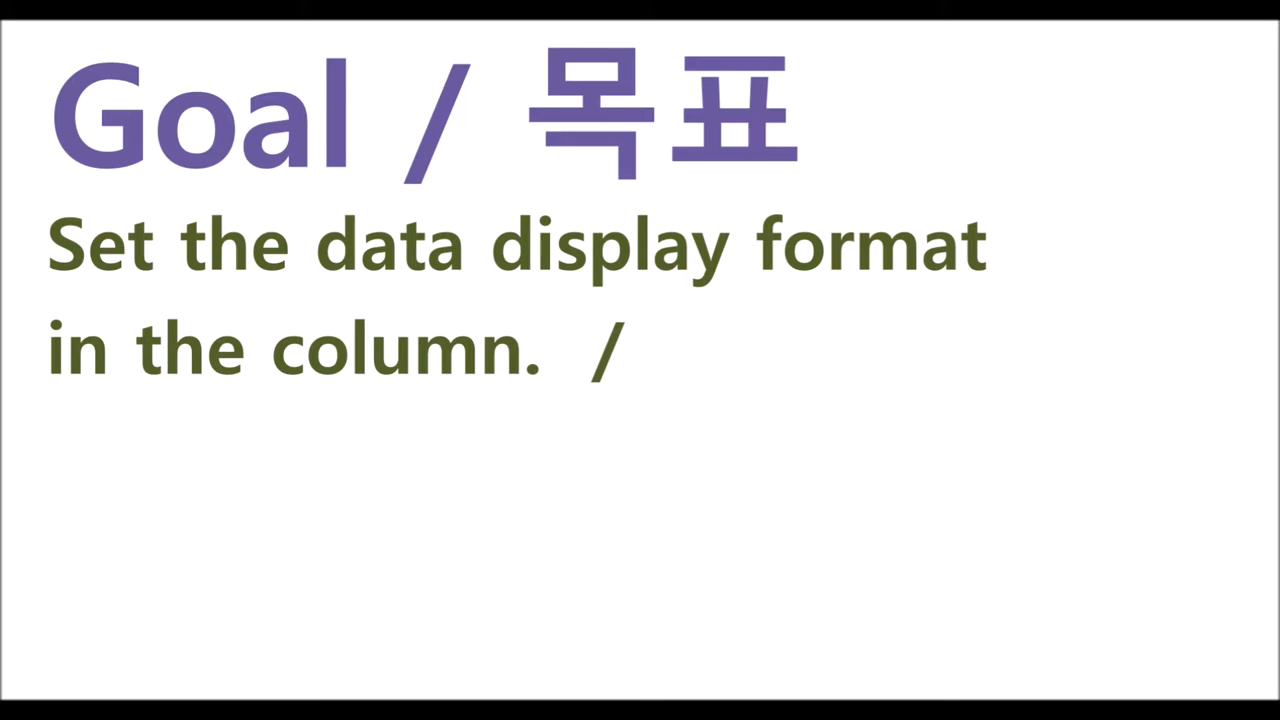 Goal / 목표
Set the data display format
in the column. /